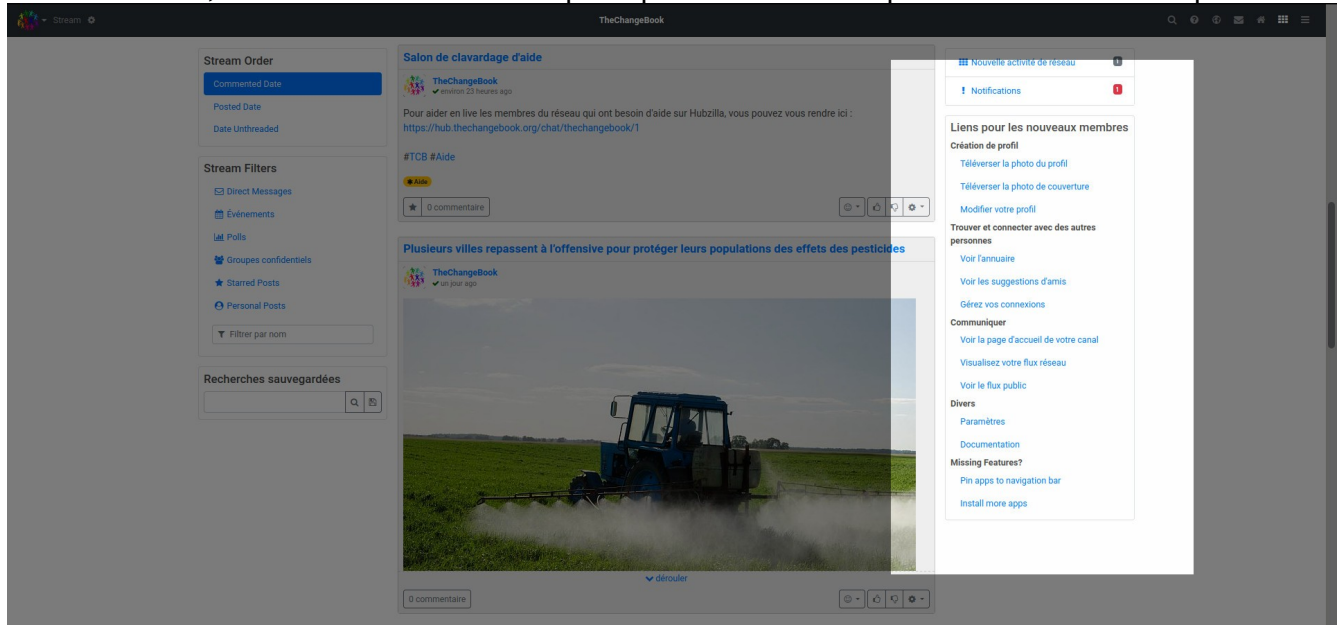 Stream
TheChangeBook
Stream Order
Commented Date
Posted Date
Date Unthreaded
Stream Filters
Direct Messages
Événements
Polls
Groupes confidentiels
Starred Posts
Personal Posts
Filtrer par nom
Recherches sauvegardées
Salon de clavardage d'aide
TheChangeBook
environ 23 heures ago
Pour aider en live les membres du réseau qui ont besoin d'aide sur Hubzilla, vous pouvez vous rendre ici :
https://hub.thechangebook.org/chat/thechangebook/1
#TCB #Aide
Aide
0 commentaire
Plusieurs villes repassent à l'offensive pour protéger leurs populations des effets des pesticides
TheChangeBook
un jour ago
dérouler
0 commentaire
Nouvelle activité de réseau 1
Notifications 1
Liens pour les nouveaux membres
Création de profil
Téléverser la photo du profil
Téléverser la photo de couverture
Modifier votre profil
Trouver et connecter avec des autres
personnes
Voir l'annuaire
Voir les suggestions d'amis
Gérez vos connexions
Communiquer
Voir la page d'accueil de votre canal
Visualisez votre flux réseau
Voir le flux public
Divers
Paramètres
Documentation
Missing Features?
Pin apps to navigation bar
Install more apps